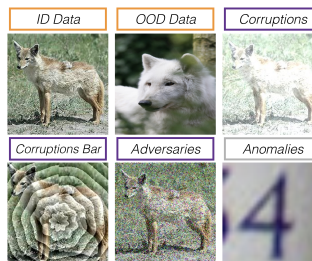 ID Data
OOD Data
Corruptions
Corruptions Bar
Adversaries
Anomalies
4